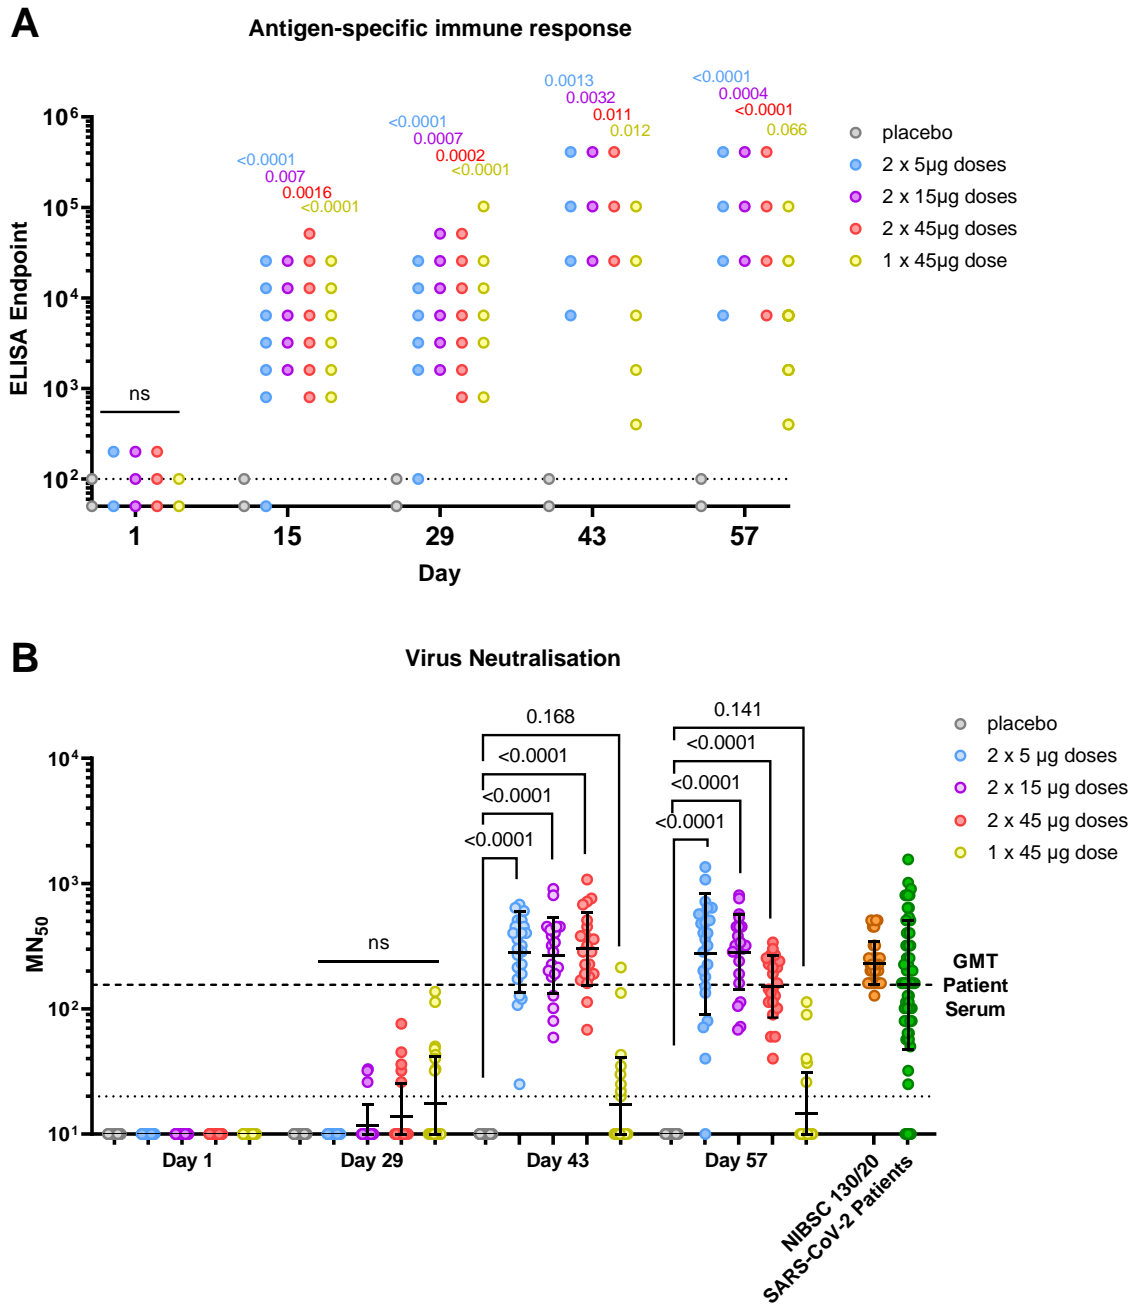 A
Antigen-specific immune response
<0.0001
0.0013
0.0004
0.0032
<0.0001
0.011
0.066
0.012
<0.0001
0.0007
0.0002
<0.0001
<0.0001
0.007
0.0016
<0.0001
10⁶
10⁵
10⁴
10³
10²
ELISA Endpoint
ns
1
15
29
43
57
Day
placebo
2 x 5µg doses
2 x 15µg doses
2 x 45µg doses
1 x 45µg dose
B
Virus Neutralisation
0.168
<0.0001
<0.0001
<0.0001
0.141
<0.0001
<0.0001
<0.0001
ns
10⁴
10³
10²
10¹
MN₅₀
Day 1
Day 29
Day 43
Day 57
NIBSC 130/20
SARS-CoV-2 Patients
placebo
2 x 5 µg doses
2 x 15 µg doses
2 x 45 µg doses
1 x 45 µg dose
GMT
Patient
Serum